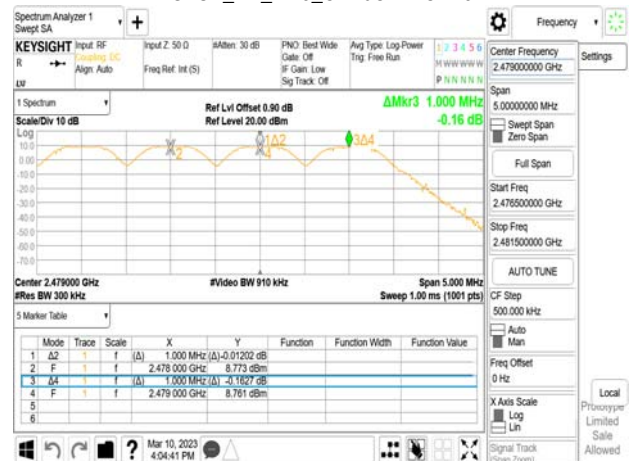 Spectrum Analyzer 1
Swept SA
Frequency
KEYSIGHT
R
Input: RF
Coupling: DC
Align: Auto
Input Z: 50 Ω
Freq Ref: Int (S)
#Atten: 30 dB
PNO: Best Wide
Gate: Off
IF Gain: Low
Sig Track: Off
Avg Type: Log-Power
Trig: Free Run
1 2 3 4 5 6
M W W W W W
P N N N N N
1 Spectrum
Scale/Div 10 dB
Ref Lvl Offset 0.90 dB
Ref Level 20.00 dBm
ΔMkr3 1.000 MHz
-0.16 dB
Log
10.0
0.00
-10.0
-20.0
-30.0
-40.0
-50.0
-60.0
-70.0
2
1Δ2
4
3Δ4
Center 2.479000 GHz
#Res BW 300 kHz
#Video BW 910 kHz
Span 5.000 MHz
Sweep 1.00 ms (1001 pts)
5 Marker Table
Mode Trace Scale X Y Function Function Width Function Value
1 Δ2 1 f (Δ) 1.000 MHz (Δ) -0.01202 dB
2 F 1 f 2.478 000 GHz 8.773 dBm
3 Δ4 1 f (Δ) 1.000 MHz (Δ) -0.1627 dB
4 F 1 f 2.479 000 GHz 8.761 dBm
5
6
Mar 10, 2023
4:04:41 PM
Center Frequency
2.479000000 GHz
Settings
Span
5.00000000 MHz
Swept Span
Zero Span
Full Span
Start Freq
2.476500000 GHz
Stop Freq
2.481500000 GHz
AUTO TUNE
CF Step
500.000 kHz
Auto
Man
Freq Offset
0 Hz
X Axis Scale
Log
Lin
Signal Track
(Span Zoom)
Local
Prototype
Limited
Sale
Allowed